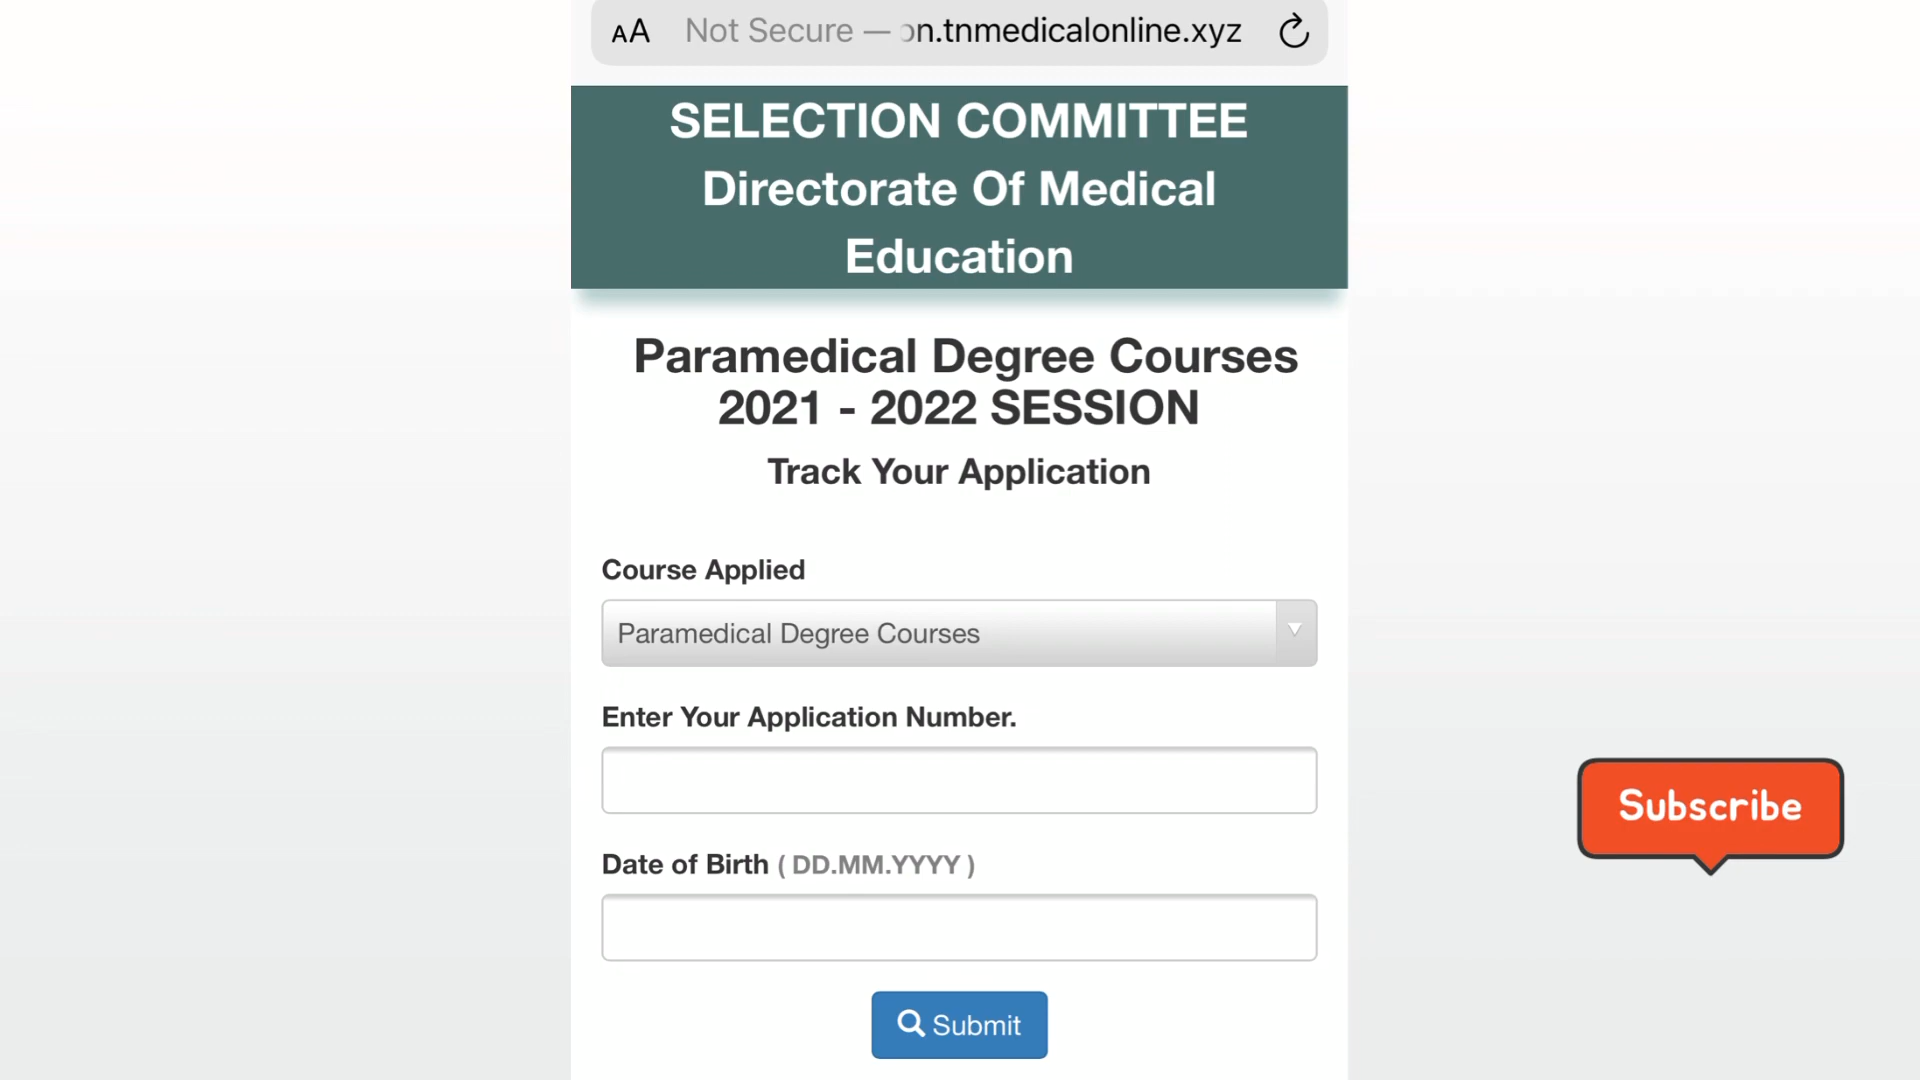 AA Not Secure — on.tnmedicalonline.xyz
SELECTION COMMITTEE
Directorate Of Medical
Education
Paramedical Degree Courses
2021 - 2022 SESSION
Track Your Application
Course Applied
Paramedical Degree Courses
Enter Your Application Number.
Date of Birth ( DD.MM.YYYY )
Submit
Subscribe